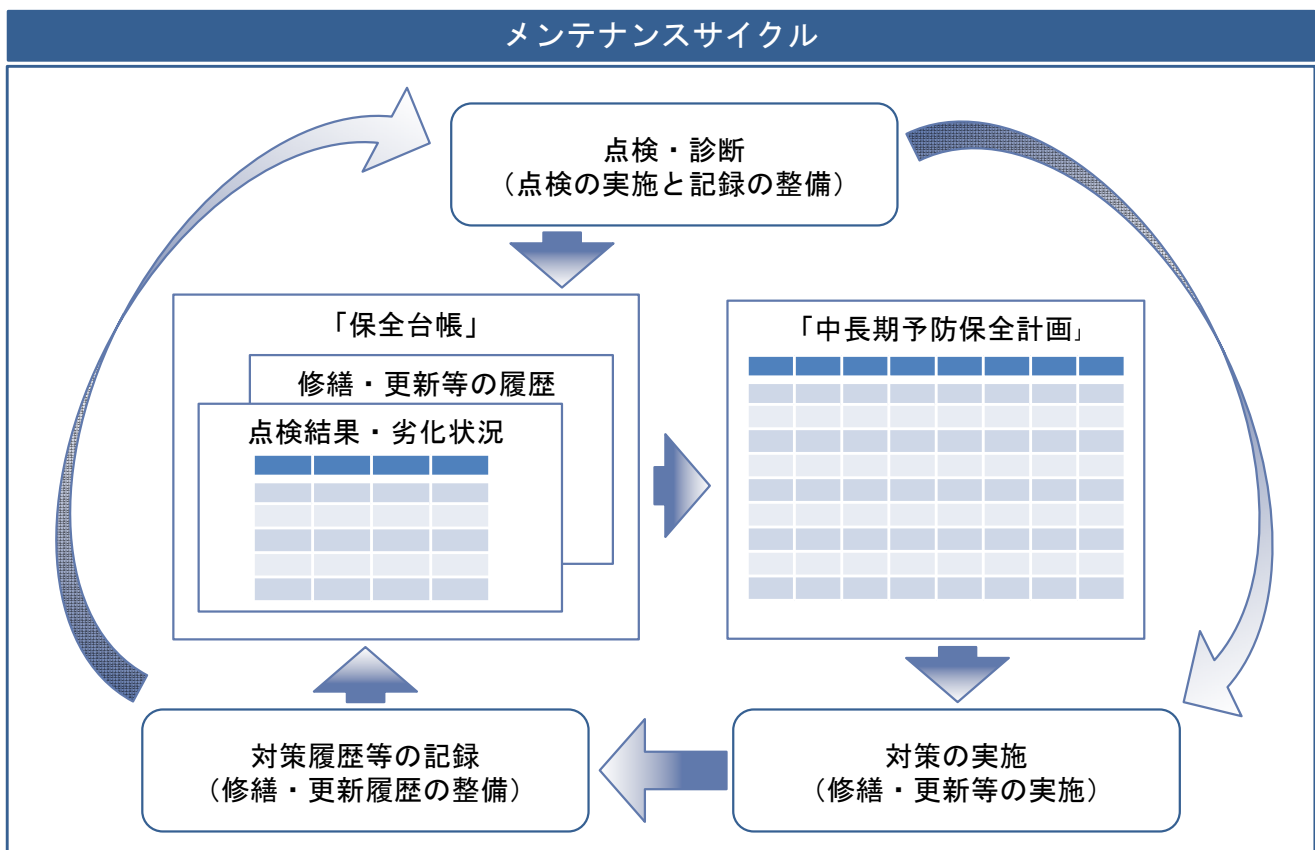 メンテナンスサイクル
点検・診断
（点検の実施と記録の整備）
「保全台帳」
修繕・更新等の履歴
点検結果・劣化状況
「中長期予防保全計画」
対策履歴等の記録
（修繕・更新履歴の整備）
対策の実施
（修繕・更新等の実施）